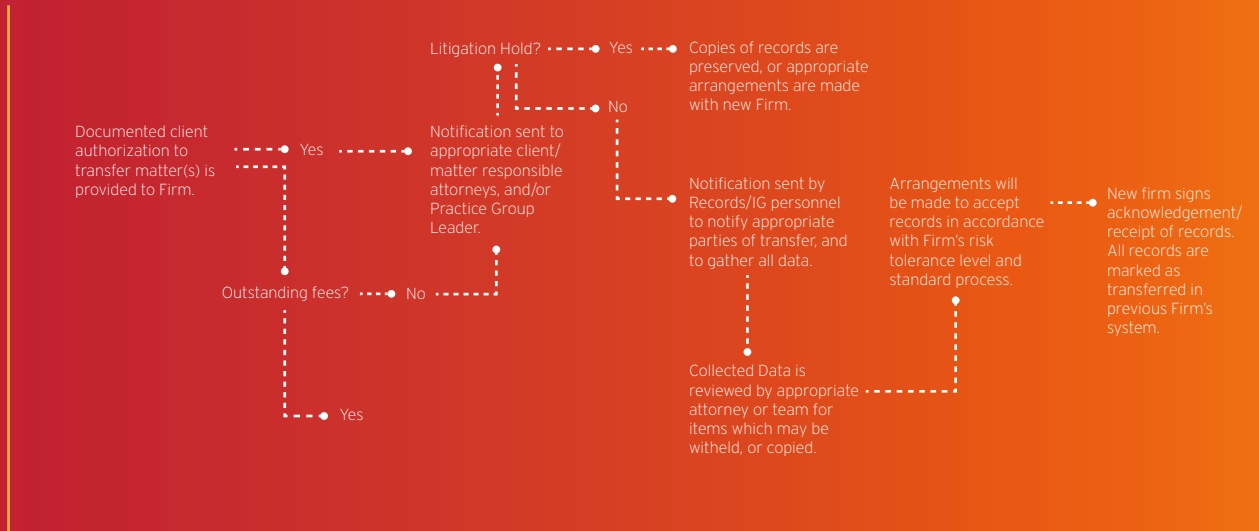 Litigation Hold?
Yes
Copies of records are
preserved, or appropriate
arrangements are made
with new Firm.
No
Documented client
authorization to
transfer matter(s) is
provided to Firm.
Yes
Notification sent to
appropriate client/
matter responsible
attorneys, and/or
Practice Group
Leader.
Notification sent by
Records/IG personnel
to notify appropriate
parties of transfer, and
to gather all data.
Arrangements will
be made to accept
records in accordance
with Firm's risk
tolerance level and
standard process.
New firm signs
acknowledgement/
receipt of records.
All records are
marked as
transferred in
previous Firm's
system.
Outstanding fees?
No
Collected Data is
reviewed by appropriate
attorney or team for
items which may be
witheld, or copied.
Yes